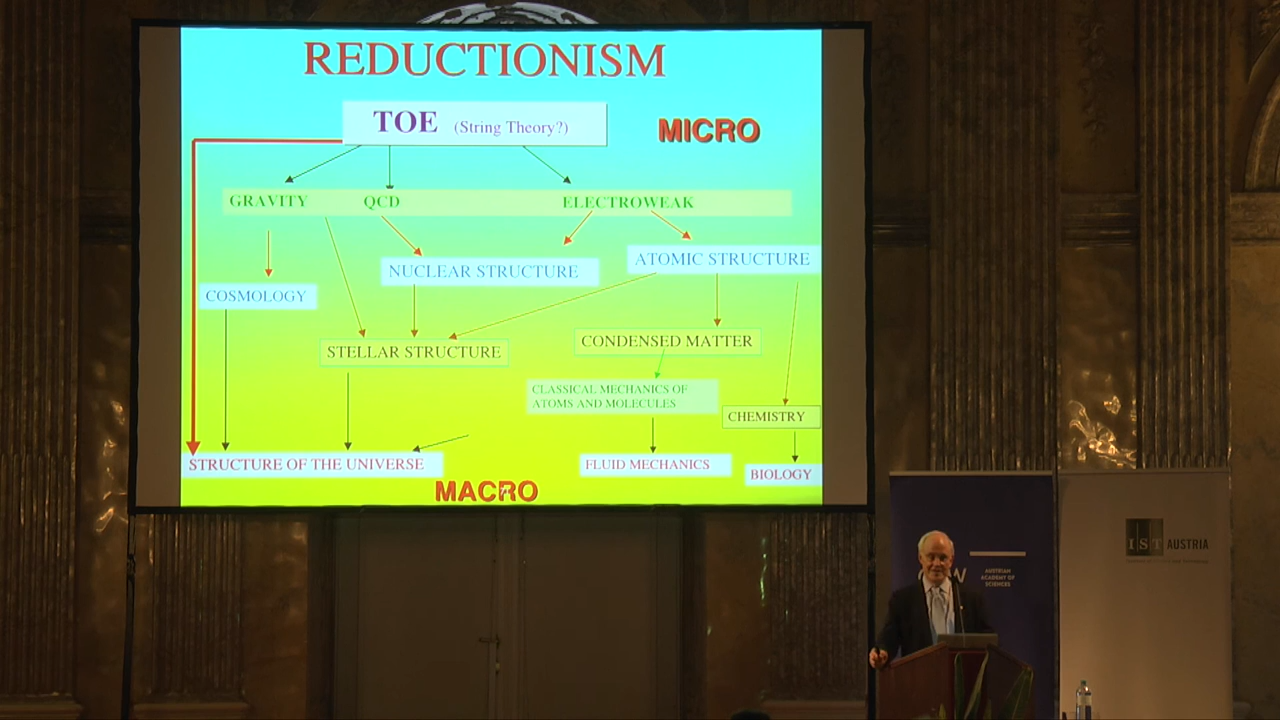 REDUCTIONISM
TOE (String Theory?)
MICRO
GRAVITY QCD ELECTROWEAK
NUCLEAR STRUCTURE
ATOMIC STRUCTURE
COSMOLOGY
STELLAR STRUCTURE
CONDENSED MATTER
CLASSICAL MECHANICS OF
ATOMS AND MOLECULES
CHEMISTRY
STRUCTURE OF THE UNIVERSE
FLUID MECHANICS
BIOLOGY
MACRO
AUSTRIAN
ACADEMY OF
SCIENCES
IST AUSTRIA